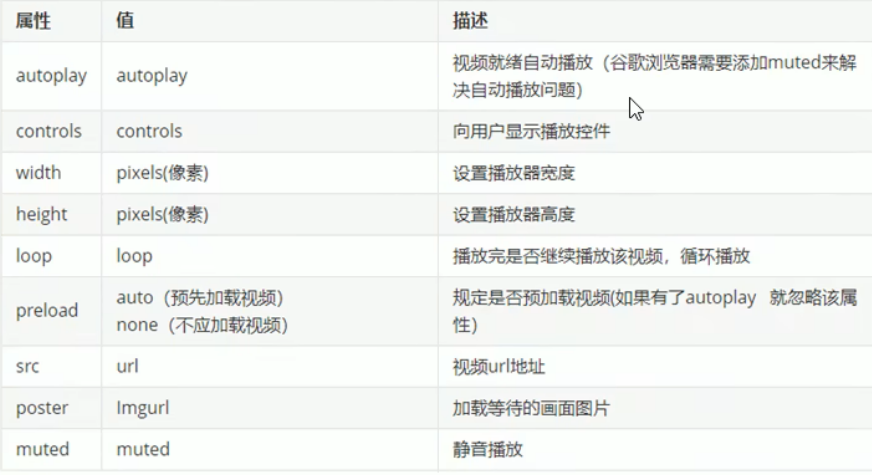 属性 值 描述
autoplay autoplay 视频就绪自动播放（谷歌浏览器需要添加muted来解
决自动播放问题)
controls controls 向用户显示播放控件
width pixels(像素) 设置播放器宽度
height pixels(像素) 设置播放器高度
loop loop 播放完是否继续播放该视频，循环播放
preload auto（预先加载视频) 规定是否预加载视频(如果有了autoplay 就忽略该属
none（不应加载视频) 性)
src url 视频url地址
poster Imgurl 加载等待的画面图片
muted muted 静音播放